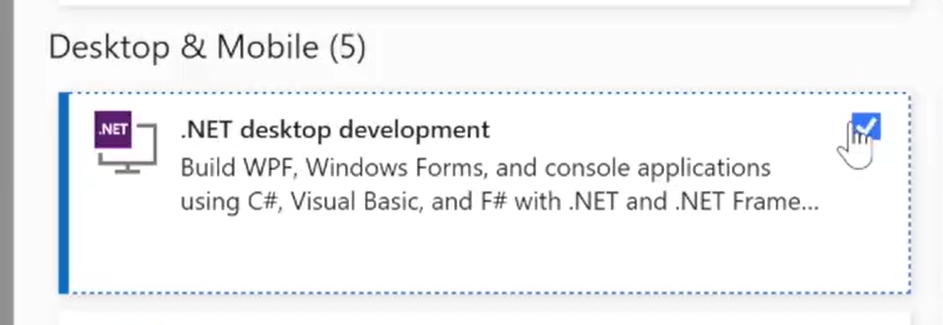 Desktop & Mobile (5)
.NET
.NET desktop development
Build WPF, Windows Forms, and console applications
using C#, Visual Basic, and F# with .NET and .NET Frame...